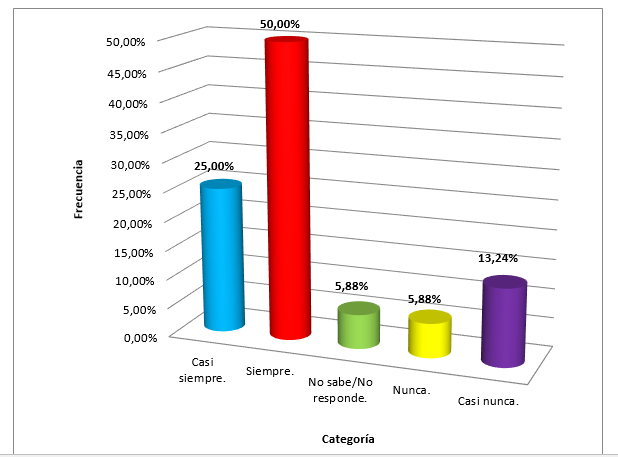 50,00%
45,00%
40,00%
35,00%
30,00%
25,00%
20,00%
15,00%
10,00%
5,00%
0,00%
Frecuencia
25,00%
50,00%
5,88%
5,88%
13,24%
Casi
siempre.
Siempre.
No sabe/No
responde.
Nunca.
Casi nunca.
Categoría